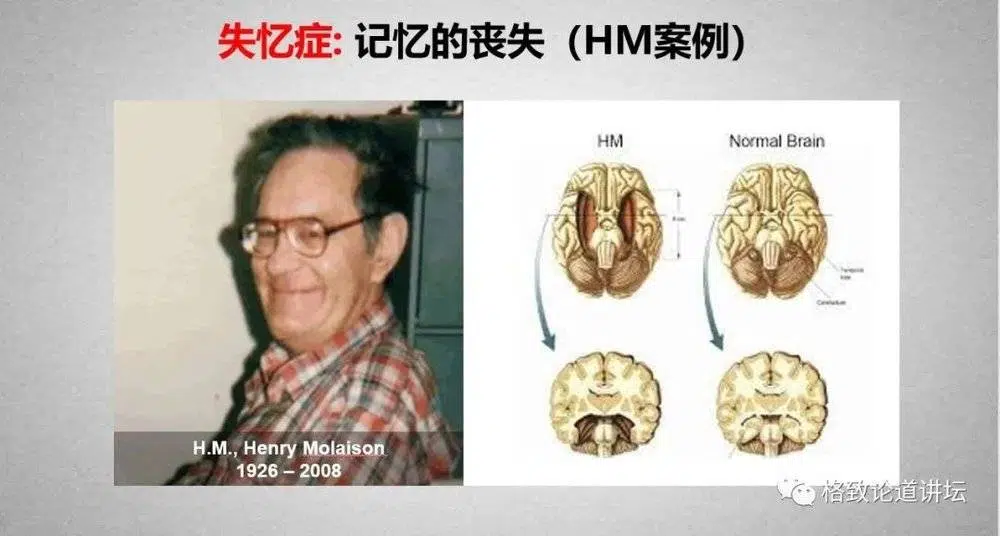 失忆症: 记忆的丧失（HM案例）
HM
Normal Brain
H.M., Henry Molaison
1926 – 2008
格致论道讲坛